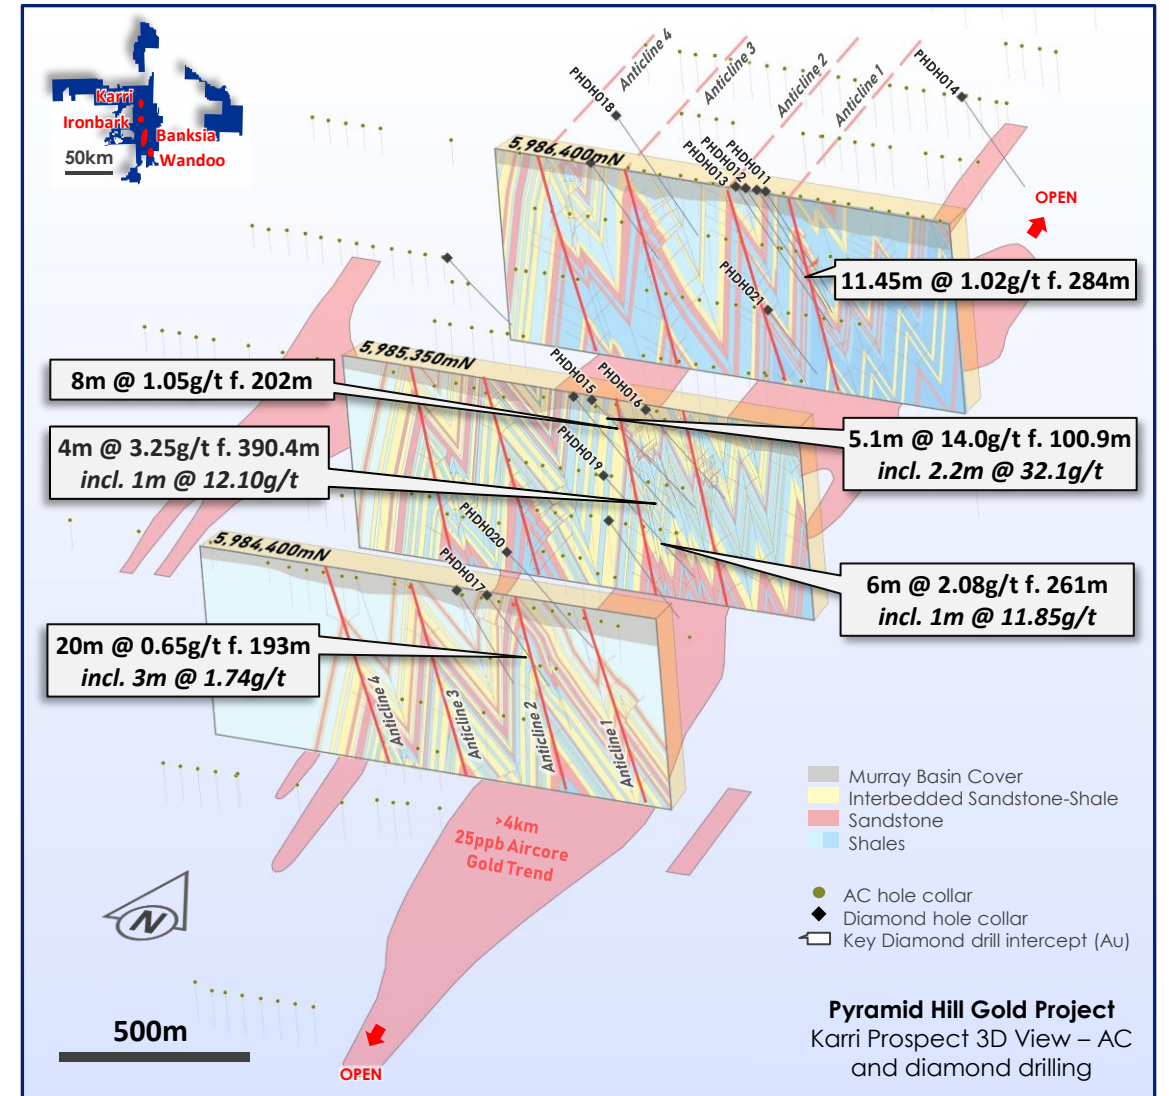 Karri
Ironbark
Banksia
Wandoo
50km
Anticline 4
Anticline 3
Anticline 2
Anticline 1
PHDH018
PHDH014
PHDH011
PHDH012
PHDH013
5,986,400mN
OPEN
11.45m @ 1.02g/t f. 284m
PHDH021
5,985,350mN
PHDH015
PHDH016
8m @ 1.05g/t f. 202m
5.1m @ 14.0g/t f. 100.9m
incl. 2.2m @ 32.1g/t
4m @ 3.25g/t f. 390.4m
incl. 1m @ 12.10g/t
PHDH019
PHDH020
5,984,400mN
PHDH017
6m @ 2.08g/t f. 261m
incl. 1m @ 11.85g/t
20m @ 0.65g/t f. 193m
incl. 3m @ 1.74g/t
Anticline 4
Anticline 3
Anticline 2
Anticline 1
Murray Basin Cover
Interbedded Sandstone-Shale
Sandstone
Shales
>4km
25ppb Aircore
Gold Trend
AC hole collar
Diamond hole collar
Key Diamond drill intercept (Au)
N
500m
OPEN
Pyramid Hill Gold Project
Karri Prospect 3D View – AC
and diamond drilling